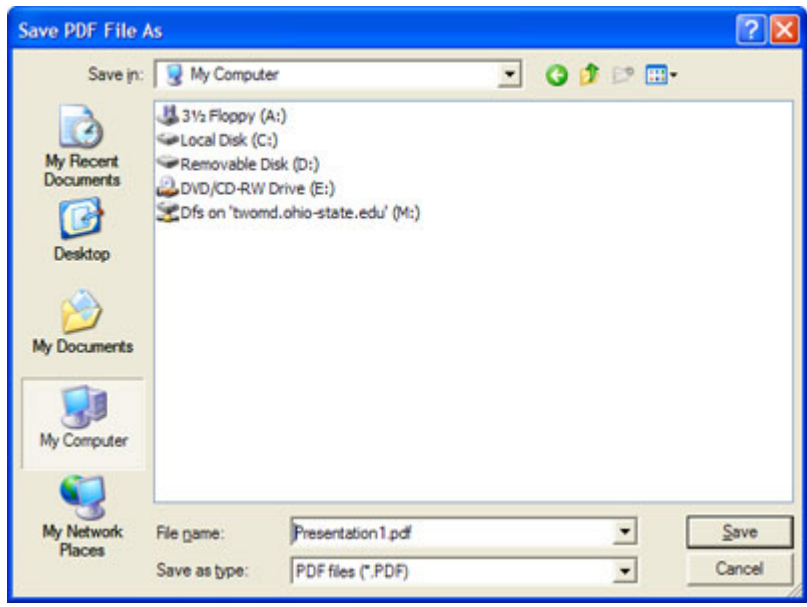 Save PDF File As
Save in: My Computer
3½ Floppy (A:)
Local Disk (C:)
Removable Disk (D:)
DVD/CD-RW Drive (E:)
Dfs on 'twomd.ohio-state.edu' (M:)
My Recent
Documents
Desktop
My Documents
My Computer
My Network
Places
File name: Presentation1.pdf Save
Save as type: PDF files (*.PDF) Cancel